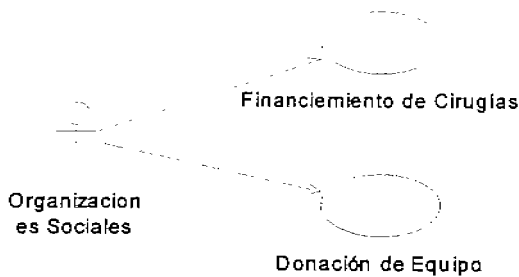 Financiemiento de Cirugías
Organizacion
es Sociales
Donación de Equipo